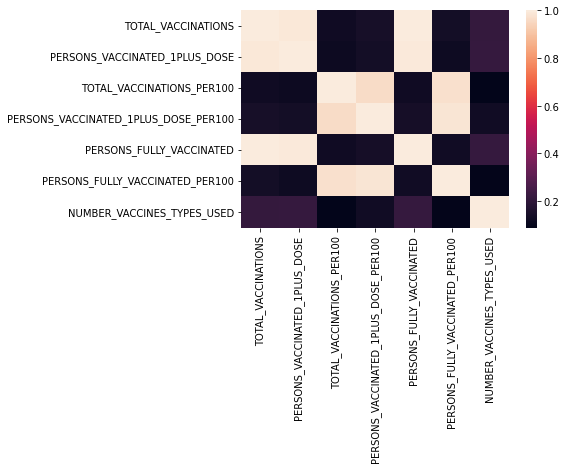 TOTAL_VACCINATIONS
PERSONS_VACCINATED_1PLUS_DOSE
TOTAL_VACCINATIONS_PER100
PERSONS_VACCINATED_1PLUS_DOSE_PER100
PERSONS_FULLY_VACCINATED
PERSONS_FULLY_VACCINATED_PER100
NUMBER_VACCINES_TYPES_USED
TOTAL_VACCINATIONS
PERSONS_VACCINATED_1PLUS_DOSE
TOTAL_VACCINATIONS_PER100
PERSONS_VACCINATED_1PLUS_DOSE_PER100
PERSONS_FULLY_VACCINATED
PERSONS_FULLY_VACCINATED_PER100
NUMBER_VACCINES_TYPES_USED
1.0
0.8
0.6
0.4
0.2